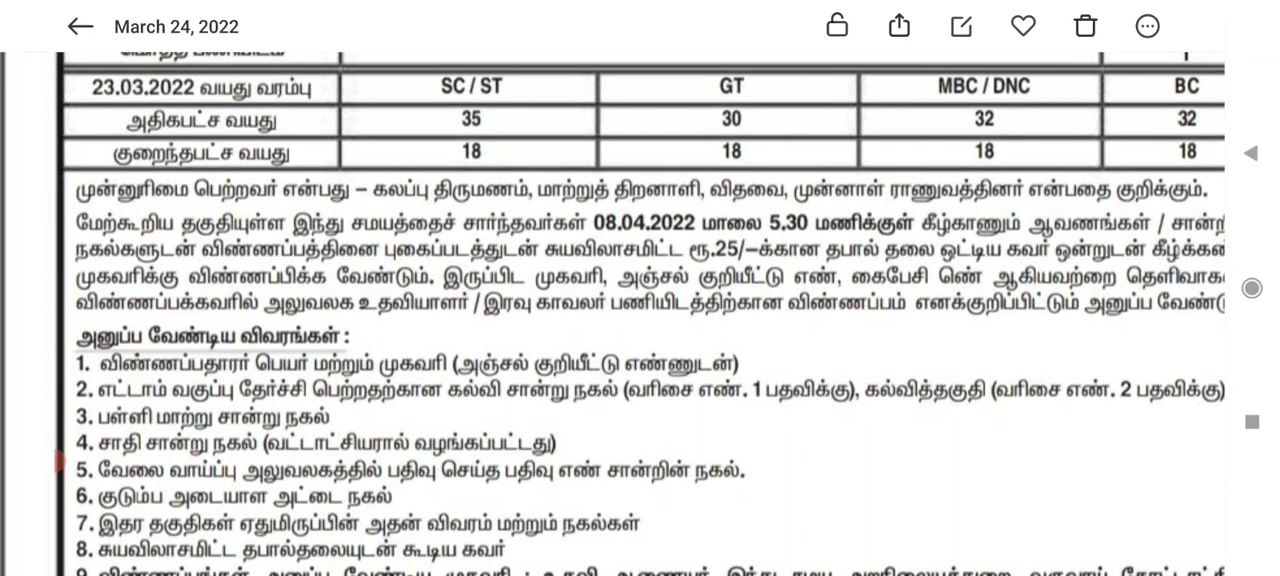 March 24, 2022
23.03.2022 வயது வரம்பு SC / ST GT MBC / DNC BC
அதிகபட்ச வயது 35 30 32 32
குறைந்தபட்ச வயது 18 18 18 18
முன்னுரிமை பெற்றவர் என்பது – கலப்பு திருமணம், மாற்றுத் திறனாளி, விதவை, முன்னாள் ராணுவத்தினர் என்பதை குறிக்கும்.
மேற்கூறிய தகுதியுள்ள இந்து சமயத்தைச் சார்ந்தவர்கள் 08.04.2022 மாலை 5.30 மணிக்குள் கீழ்காணும் ஆவணங்கள் /
நகல்களுடன் விண்ணப்பத்தினை புகைப்படத்துடன் சுயவிலாசமிட்ட ரூ.25/–க்கான தபால் தலை ஒட்டிய கவர் ஒன்றுடன்
முகவரிக்கு விண்ணப்பிக்க வேண்டும். இருப்பிட முகவரி, அஞ்சல் குறியீட்டு எண், கைபேசி ணெ் ஆகியவற்றை
விண்ணப்பக்கவரில் அலுவலக உதவியாளர் / இரவு காவலர் பணியிடத்திற்கான விண்ணப்பம் எனக்குறிப்பிட்டும் அனுப்ப
அனுப்ப வேண்டிய விவரங்கள் :
1. விண்ணப்பதாரர் பெயர் மற்றும் முகவரி (அஞ்சல் குறியீட்டு எண்ணுடன்)
2. எட்டாம் வகுப்பு தேர்ச்சி பெற்றதற்கான கல்வி சான்று நகல் (வரிசை எண். 1 பதவிக்கு), கல்வித்தகுதி (வரிசை எண். 2 பதவிக்கு)
3. பள்ளி மாற்று சான்று நகல்
4. சாதி சான்று நகல் (வட்டாட்சியரால் வழங்கப்பட்டது)
5. வேலை வாய்ப்பு அலுவலகத்தில் பதிவு செய்த பதிவு எண் சான்றின் நகல்.
6. குடும்ப அடையாள அட்டை நகல்
7. இதர தகுதிகள் ஏதுமிருப்பின் அதன் விவரம் மற்றும் நகல்கள்
8. சுயவிலாசமிட்ட தபால்தலையுடன் கூடிய கவர்